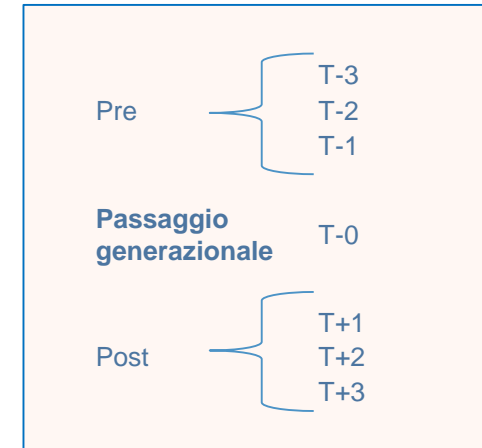 T-3
Pre
T-2
T-1
Passaggio
generazionale
T-0
T+1
Post
T+2
T+3